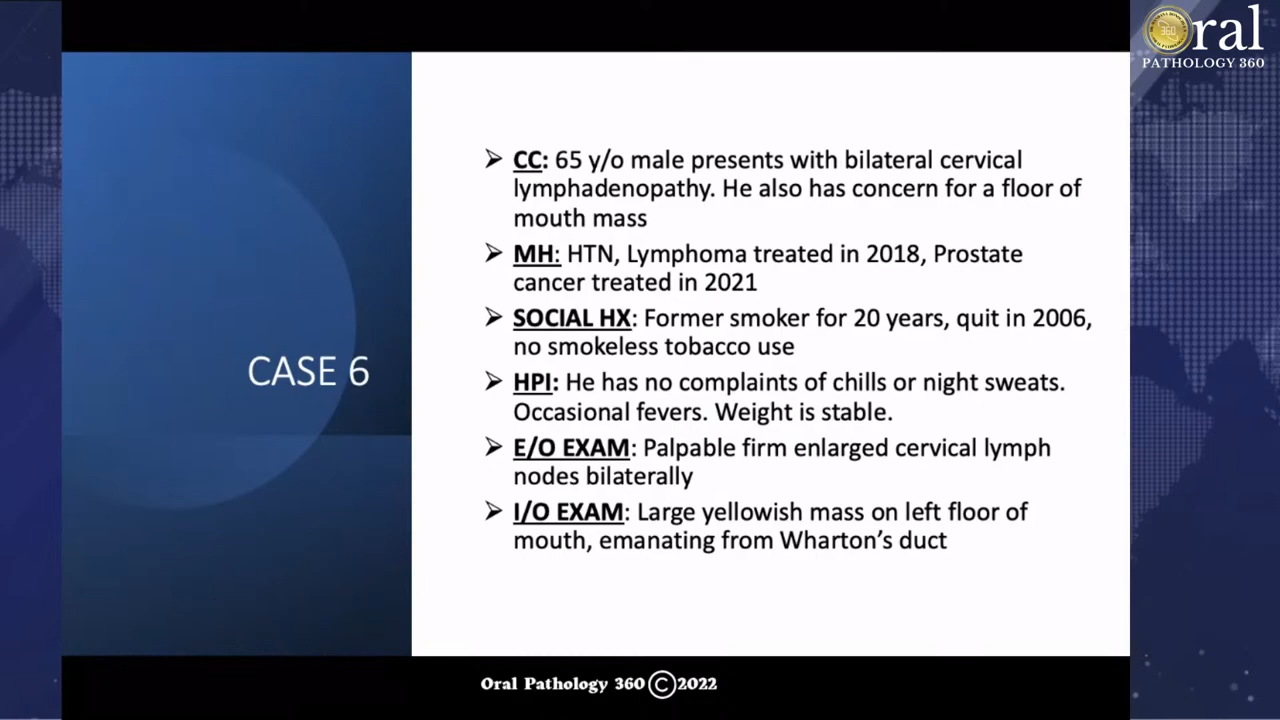 Oral
PATHOLOGY 360
360
➢ CC: 65 y/o male presents with bilateral cervical
lymphadenopathy. He also has concern for a floor of
mouth mass
➢ MH: HTN, Lymphoma treated in 2018, Prostate
cancer treated in 2021
➢ SOCIAL HX: Former smoker for 20 years, quit in 2006,
no smokeless tobacco use
CASE 6
➢ HPI: He has no complaints of chills or night sweats.
Occasional fevers. Weight is stable.
➢ E/O EXAM: Palpable firm enlarged cervical lymph
nodes bilaterally
➢ I/O EXAM: Large yellowish mass on left floor of
mouth, emanating from Wharton’s duct
Oral Pathology 360 © 2022